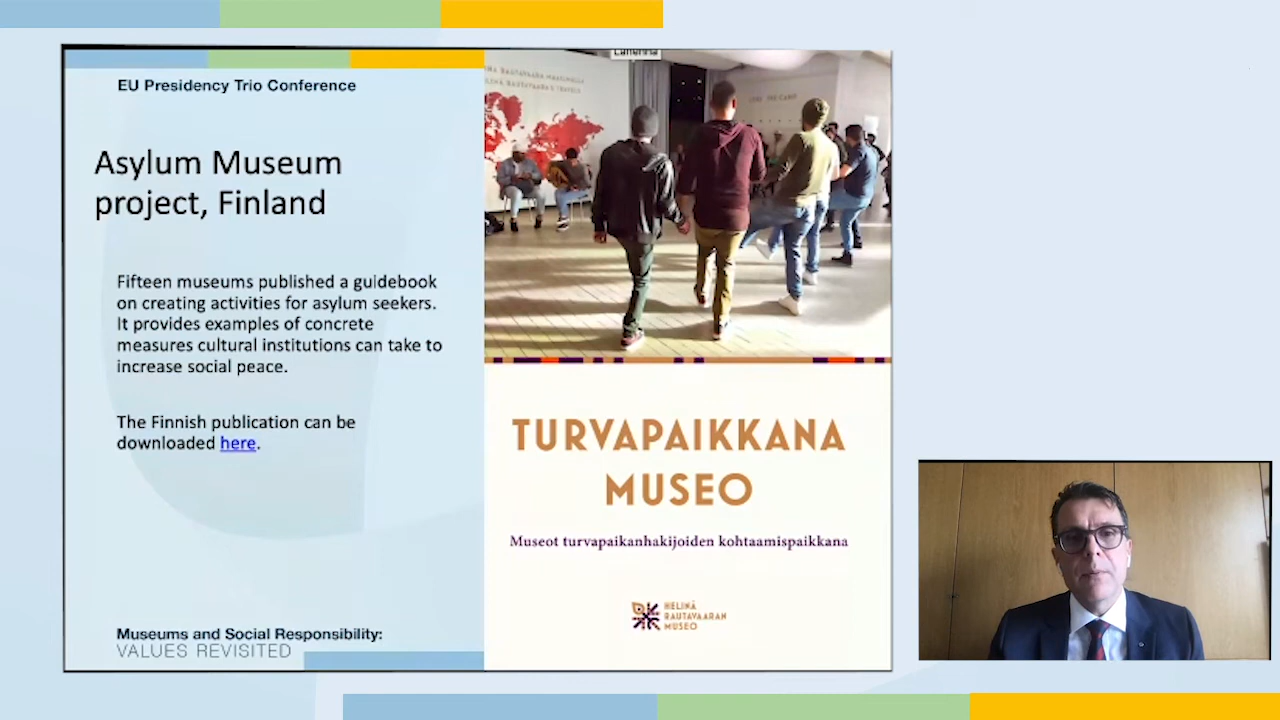 EU Presidency Trio Conference
Asylum Museum
project, Finland
Fifteen museums published a guidebook
on creating activities for asylum seekers.
It provides examples of concrete
measures cultural institutions can take to
increase social peace.
The Finnish publication can be
downloaded here.
Museums and Social Responsibility:
VALUES REVISITED
TURVAPAIKKANA
MUSEO
Museot turvapaikanhakijoiden kohtaamispaikkana
HELINÄ
RAUTAVAARAN
MUSEO